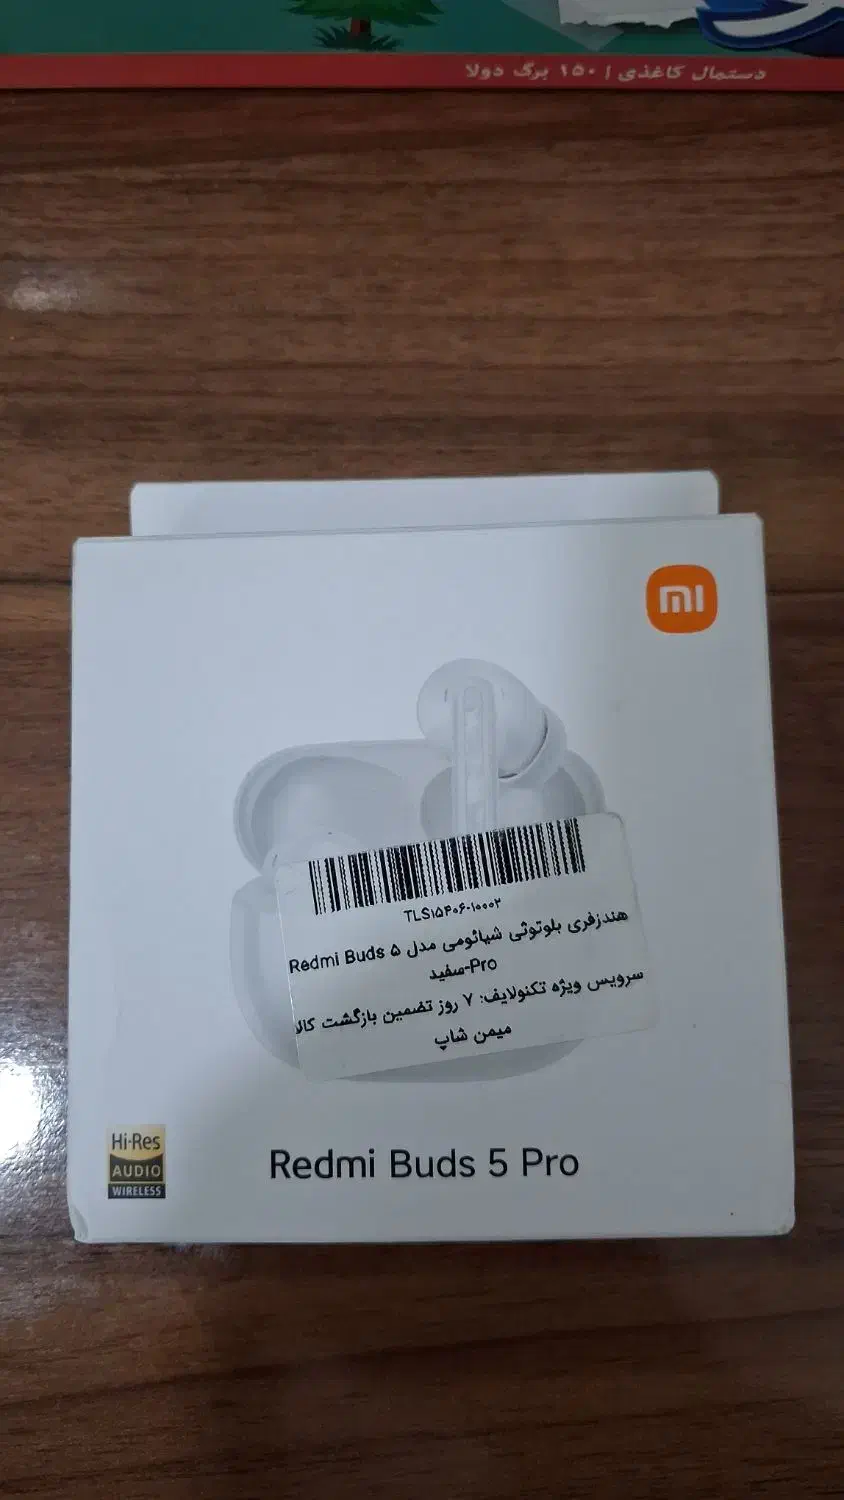 دستمال کاغذی | ۱۵۰ برگ دولا
mi
TLS۱۵۴۰۶-۱۰۰۰۲
هندزفری بلوتوثی شیائومی مدل Redmi Buds ۵
Pro-سفید
سرویس ویژه تکنولایف: ۷ روز تضمین بازگشت کالا
میمن شاپ
Hi-Res
AUDIO
WIRELESS
Redmi Buds 5 Pro